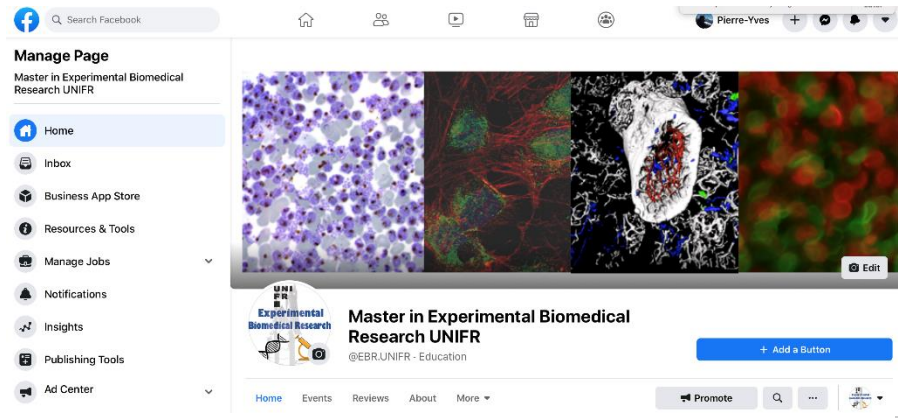 Search Facebook
Pierre-Yves
Manage Page
Master in Experimental Biomedical
Research UNIFR
Home
Inbox
Business App Store
Resources & Tools
Manage Jobs
Notifications
Insights
Publishing Tools
Ad Center
Edit
UNI
FR
Experimental
Biomedical Research
Master in Experimental Biomedical
Research UNIFR
@EBR.UNIFR - Education
+ Add a Button
Home Events Reviews About More
Promote